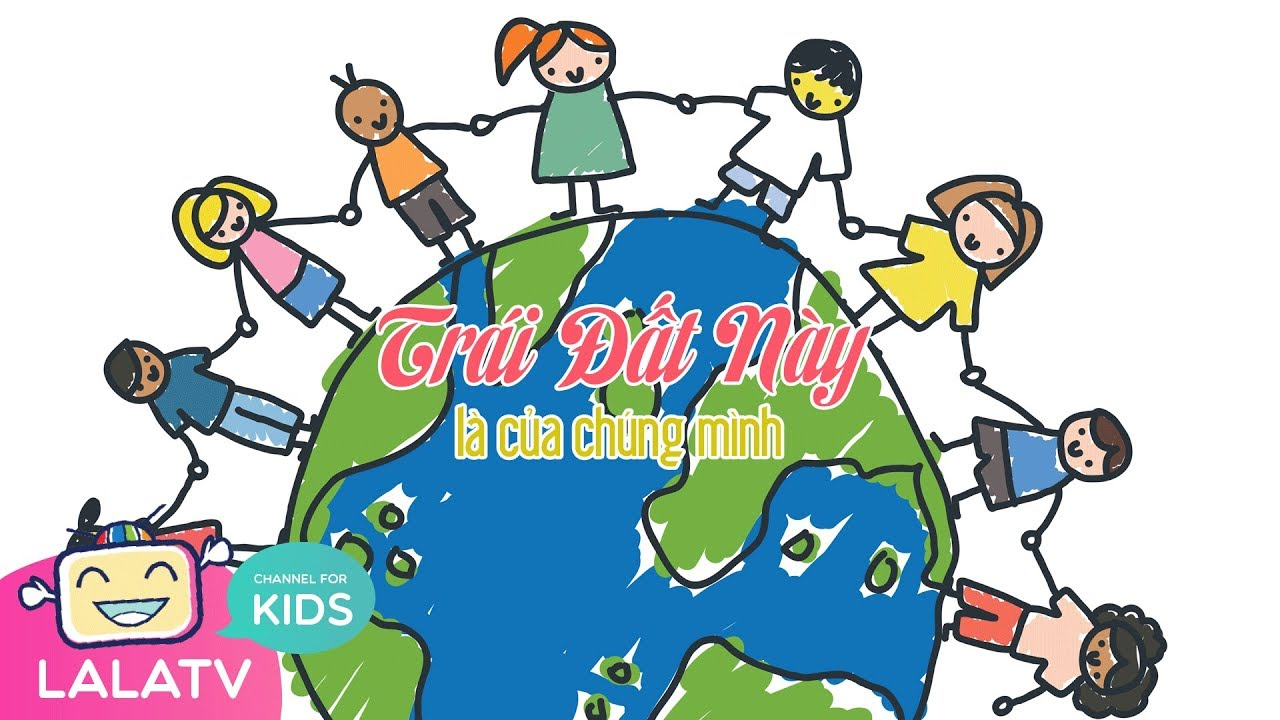 Trái Đất Này
là của chúng mình
CHANNEL FOR
KIDS
LALATV